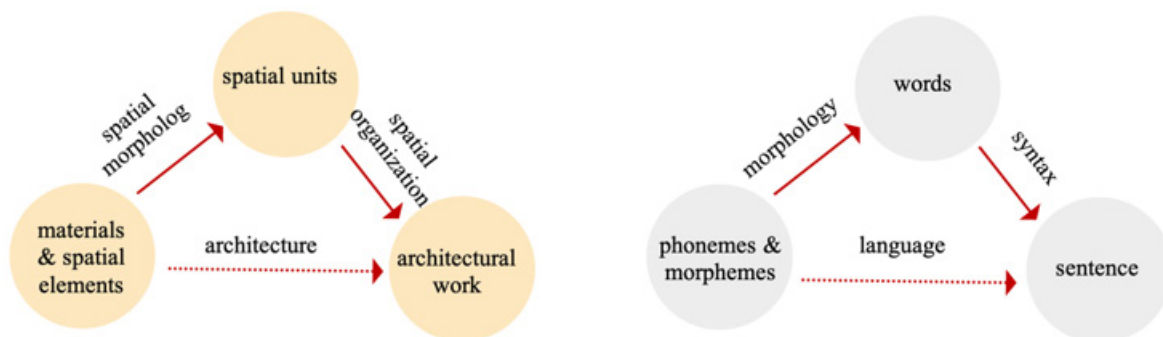 spatial units
spatial
morpholog
spatial
organization
materials
& spatial
elements
architecture
architectural
work
words
morphology
syntax
phonemes &
morphemes
language
sentence